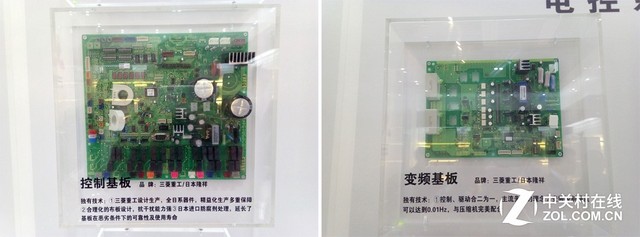 控制基板 品 牌：三菱重工/日本隆祥
独有技术：1三菱重工设计生产，全日系器件，精益化生产多重保障
2合理化的布板设计，抗干扰能力强3日本进口防腐剂处理，延长了
基板在恶劣条件下的可靠性及使用寿命
电控
变频基板 品 牌：三菱重工/日本隆祥
独有技术：1控制、驱动合二为一，主流
可以达到0.01Hz，与压缩机完美配
中关村在线
ZOL.COM.CN